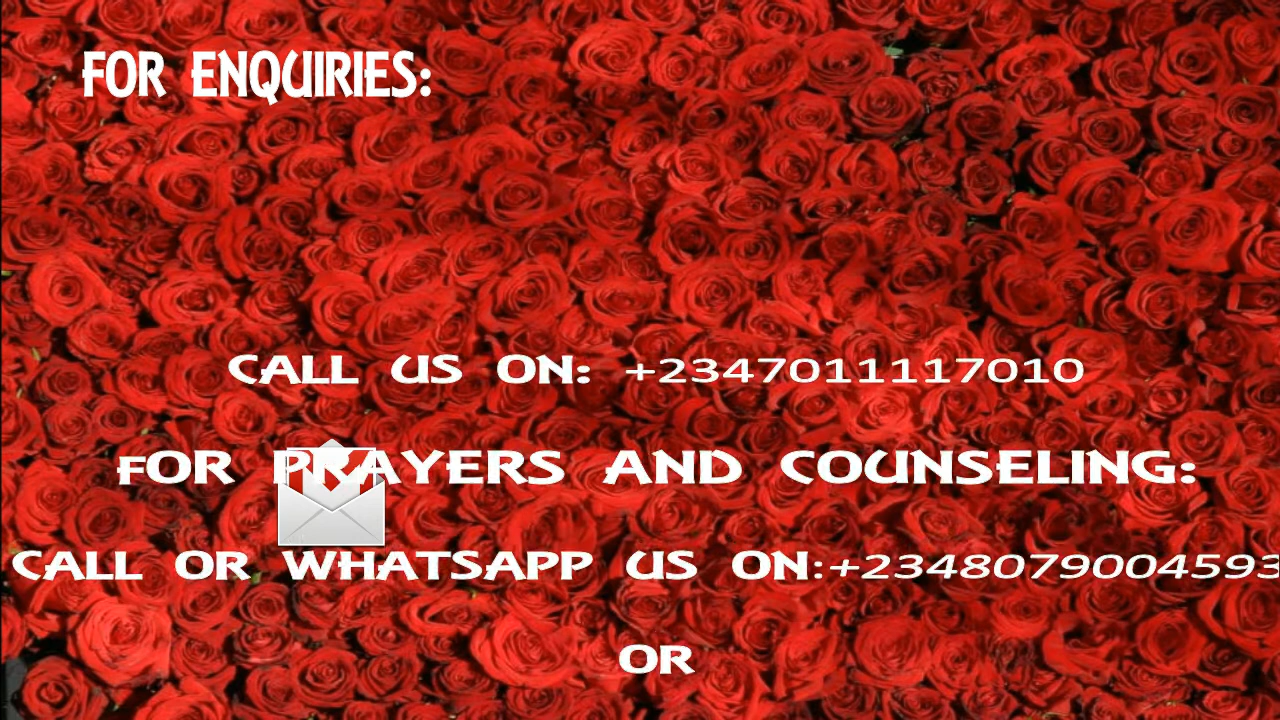 FOR ENQUIRIES:
CALL US ON: +2347011117010
FOR PRAYERS AND COUNSELING:
CALL OR WHATSAPP US ON:+2348079004593
OR